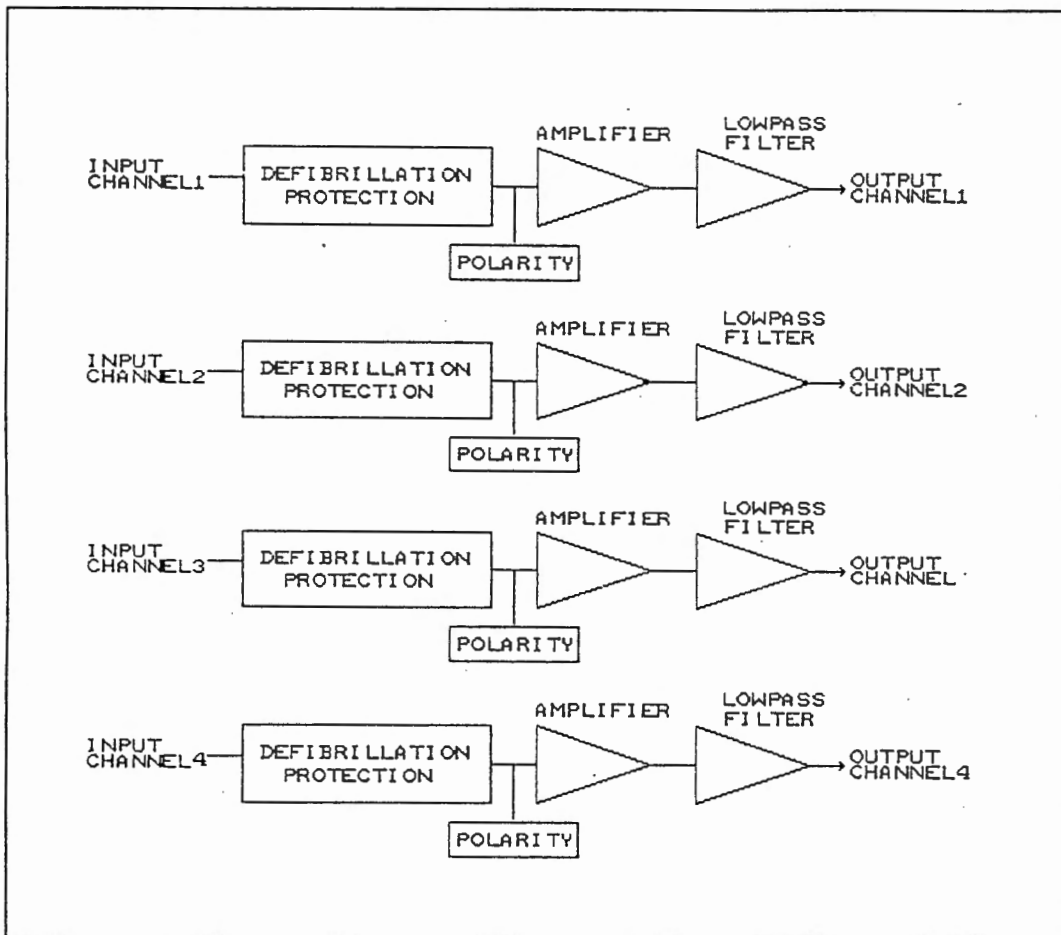 AMPLIFIER
LOWPASS
FILTER
INPUT
CHANNEL1
DEFIBRILLATION
PROTECTION
OUTPUT
CHANNEL1
POLARITY
AMPLIFIER
LOWPASS
FILTER
INPUT
CHANNEL2
DEFIBRILLATION
PROTECTION
OUTPUT
CHANNEL2
POLARITY
AMPLIFIER
LOWPASS
FILTER
INPUT
CHANNEL3
DEFIBRILLATION
PROTECTION
OUTPUT
CHANNEL
POLARITY
AMPLIFIER
LOWPASS
FILTER
INPUT
CHANNEL4
DEFIBRILLATION
PROTECTION
OUTPUT
CHANNEL4
POLARITY